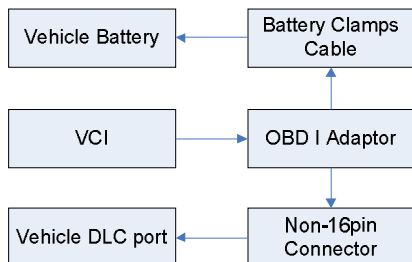 Vehicle Battery
Battery Clamps
Cable
VCI
OBD I Adaptor
Vehicle DLC port
Non-16pin
Connector